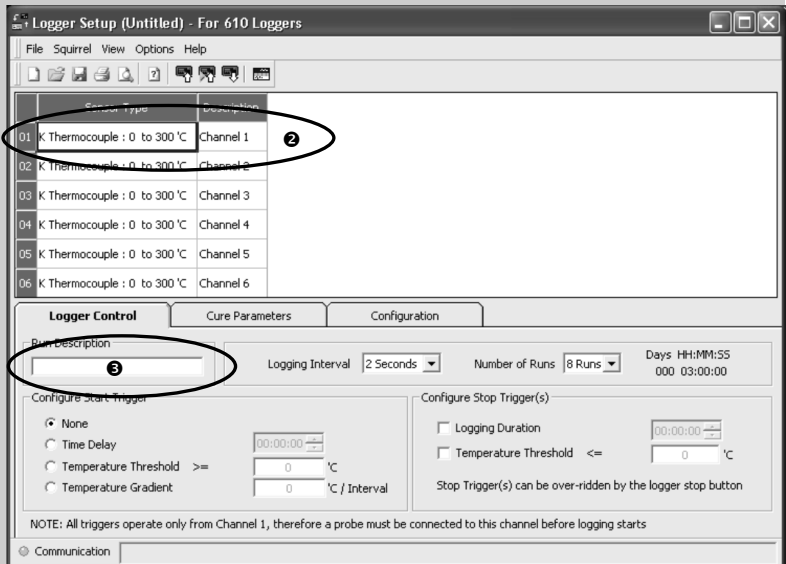 Logger Setup (Untitled) - For 610 Loggers
File Squirrel View Options Help
Sensor Type Description
01 K Thermocouple : 0 to 300 'C Channel 1 ❷
02 K Thermocouple : 0 to 300 'C Channel 2
03 K Thermocouple : 0 to 300 'C Channel 3
04 K Thermocouple : 0 to 300 'C Channel 4
05 K Thermocouple : 0 to 300 'C Channel 5
06 K Thermocouple : 0 to 300 'C Channel 6
Logger Control Cure Parameters Configuration
Run Description
❸
Logging Interval 2 Seconds Number of Runs 8 Runs
Days HH:MM:SS
000 03:00:00
Configure Start Trigger
None
Time Delay 00:00:00
Temperature Threshold >= 0 'C
Temperature Gradient 0 'C / Interval
Configure Stop Trigger(s)
Logging Duration 00:00:00
Temperature Threshold <= 0 'C
Stop Trigger(s) can be over-ridden by the logger stop button
NOTE: All triggers operate only from Channel 1, therefore a probe must be connected to this channel before logging starts
Communication